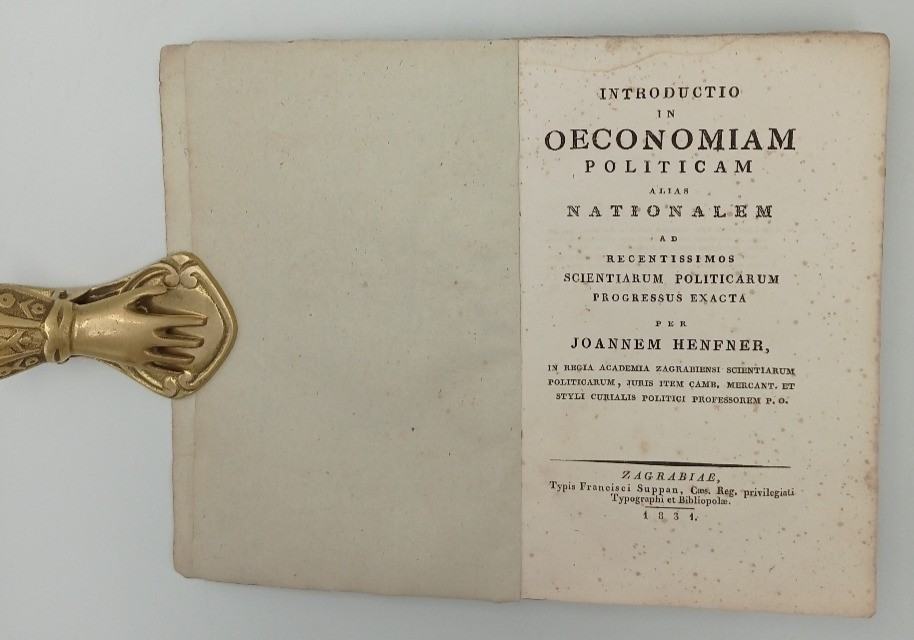 INTRODUCTIO
IN
OECONOMIAM
POLITICAM
ALIAS
NATIONALEM
AD
RECENTISSIMOS
SCIENTIARUM POLITICARUM
PROGRESSUS EXACTA
PER
JOANNEM HENFNER,
IN REGIA ACADEMIA ZAGRABIENSI SCIENTIARUM
POLITICARUM, JURIS ITEM CAMB. MERCANT. ET
STYLI CURIALIS POLITICI PROFESSOREM P. O.
ZAGRABIAE,
Typis Francisci Suppan, Cæs. Reg. privilegiati
Typographi et Bibliopolæ.
1831.